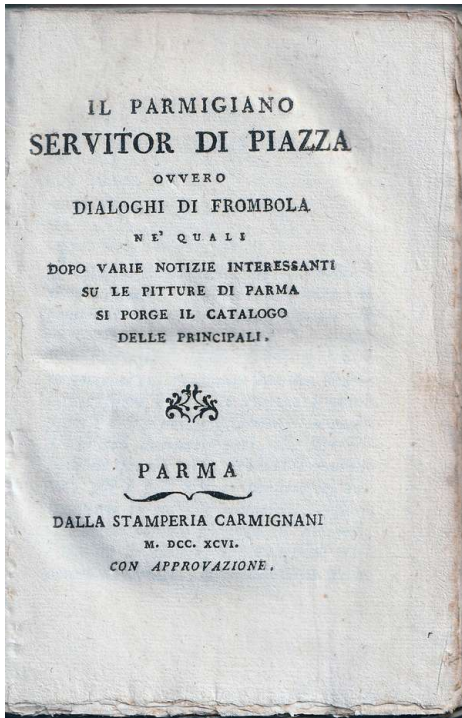 IL PARMIGIANO
SERVITOR DI PIAZZA
OVVERO
DIALOGHI DI FROMBOLA
NE' QUALI
DOPO VARIE NOTIZIE INTERESSANTI
SU LE PITTURE DI PARMA
SI PORGE IL CATALOGO
DELLE PRINCIPALI.
PARMA
DALLA STAMPERIA CARMIGNANI
M. DCC. XCVI.
CON APPROVAZIONE.